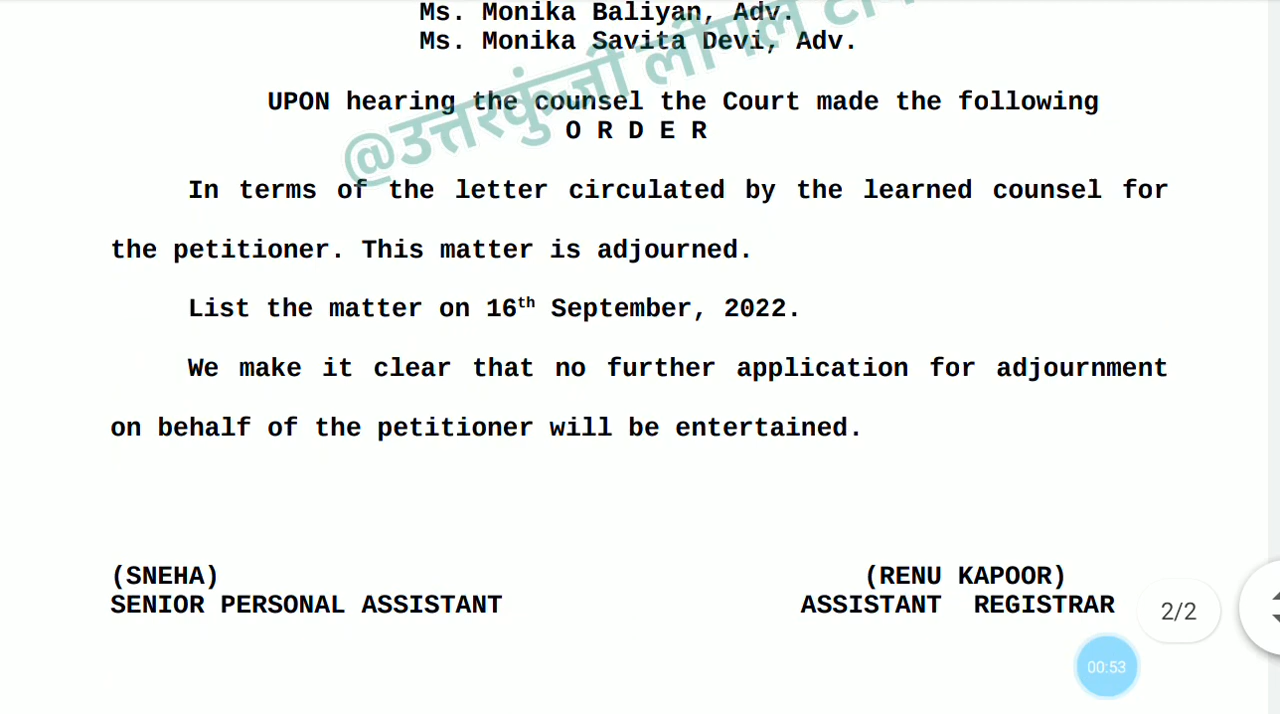 Ms. Monika Baliyan, Adv.
Ms. Monika Savita Devi, Adv.
@उत्तरकुंजी लीगल
UPON hearing the counsel the Court made the following
O R D E R
In terms of the letter circulated by the learned counsel for
the petitioner. This matter is adjourned.
List the matter on 16th September, 2022.
We make it clear that no further application for adjournment
on behalf of the petitioner will be entertained.
(SNEHA) (RENU KAPOOR)
SENIOR PERSONAL ASSISTANT ASSISTANT REGISTRAR
2/2
00:53